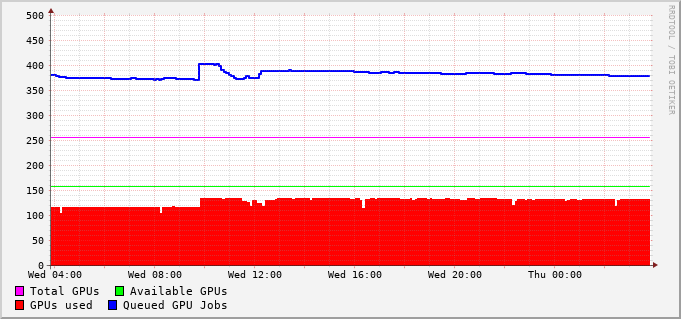 500
450
400
350
300
250
200
150
100
50
0
Wed 04:00 Wed 08:00 Wed 12:00 Wed 16:00 Wed 20:00 Thu 00:00
Total GPUs Available GPUs
GPUs used Queued GPU Jobs
RRDTOOL / TOBI OETIKER